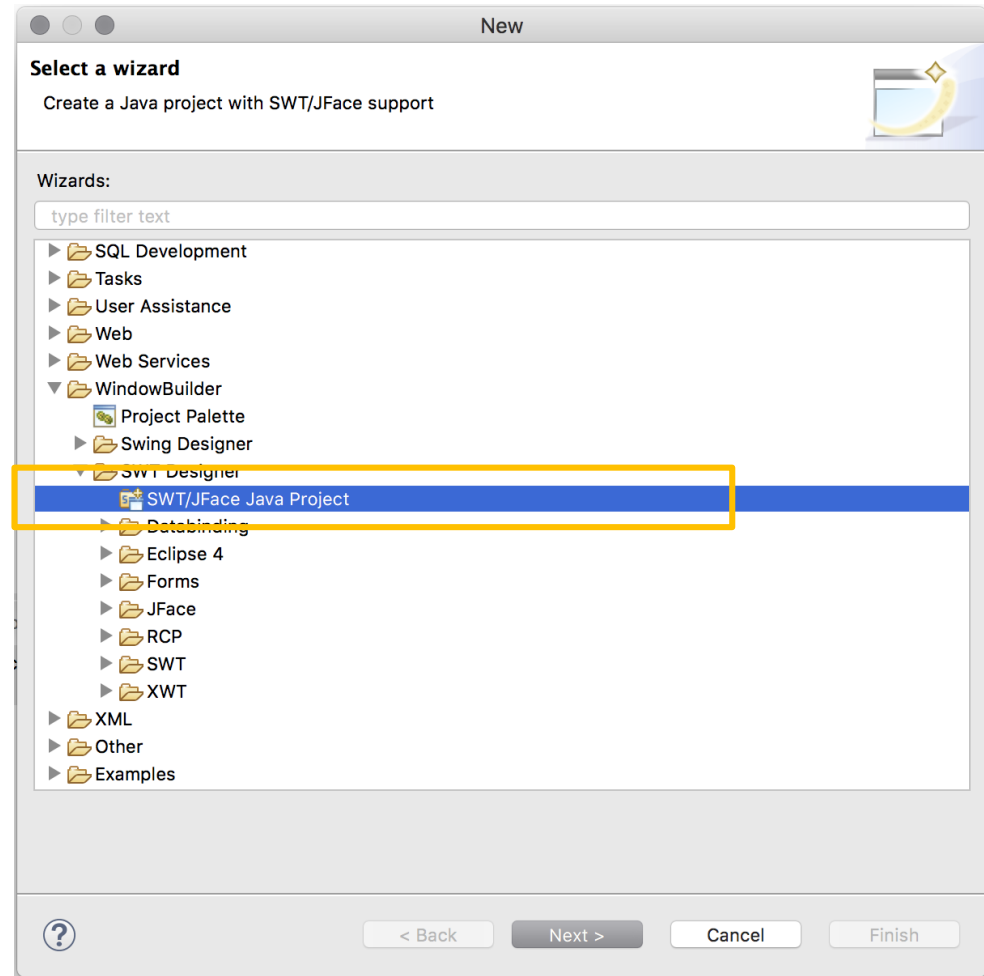 New
Select a wizard
Create a Java project with SWT/JFace support
Wizards:
type filter text
SQL Development
Tasks
User Assistance
Web
Web Services
WindowBuilder
Project Palette
Swing Designer
SWT Designer
SWT/JFace Java Project
Databinding
Eclipse 4
Forms
JFace
RCP
SWT
XWT
XML
Other
Examples
? < Back Next > Cancel Finish